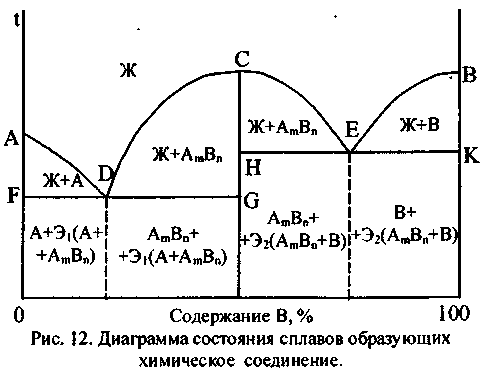 t
Ж
C
B
A
Ж+AmBn
E
Ж+B
D
Ж+AmBn
Ж+A
H
K
F
G
A+Э1(A+
+AmBn)
AmBn+
+Э1(A+AmBn)
AmBn+
+Э2(AmBn+B)
B+
+Э2(AmBn+B)
0
Содержание B, %
100
Рис. 12. Диаграмма состояния сплавов образующих
химическое соединение.